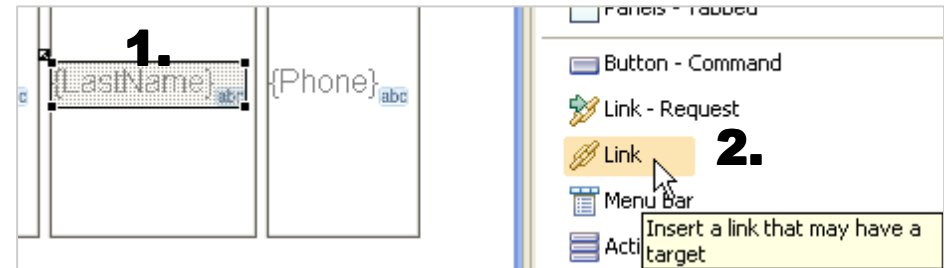 1.
{LastName} abc
{Phone} abc
Panels - Tabbed
Button - Command
Link - Request
Link
2.
Menu Bar
Insert a link that may have a
target
Acti